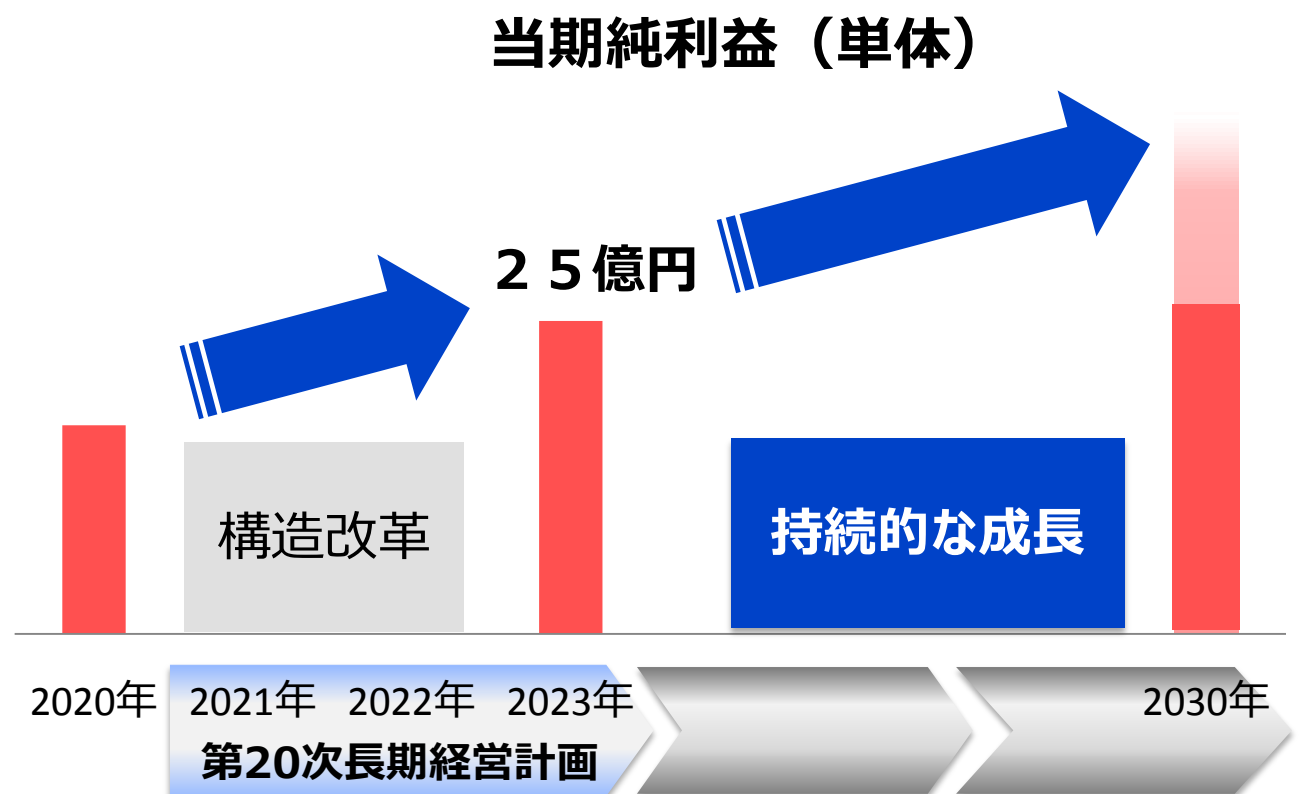 当期純利益（単体）
２５億円
構造改革
持続的な成長
2020年
2021年
2022年
2023年
2030年
第20次長期経営計画